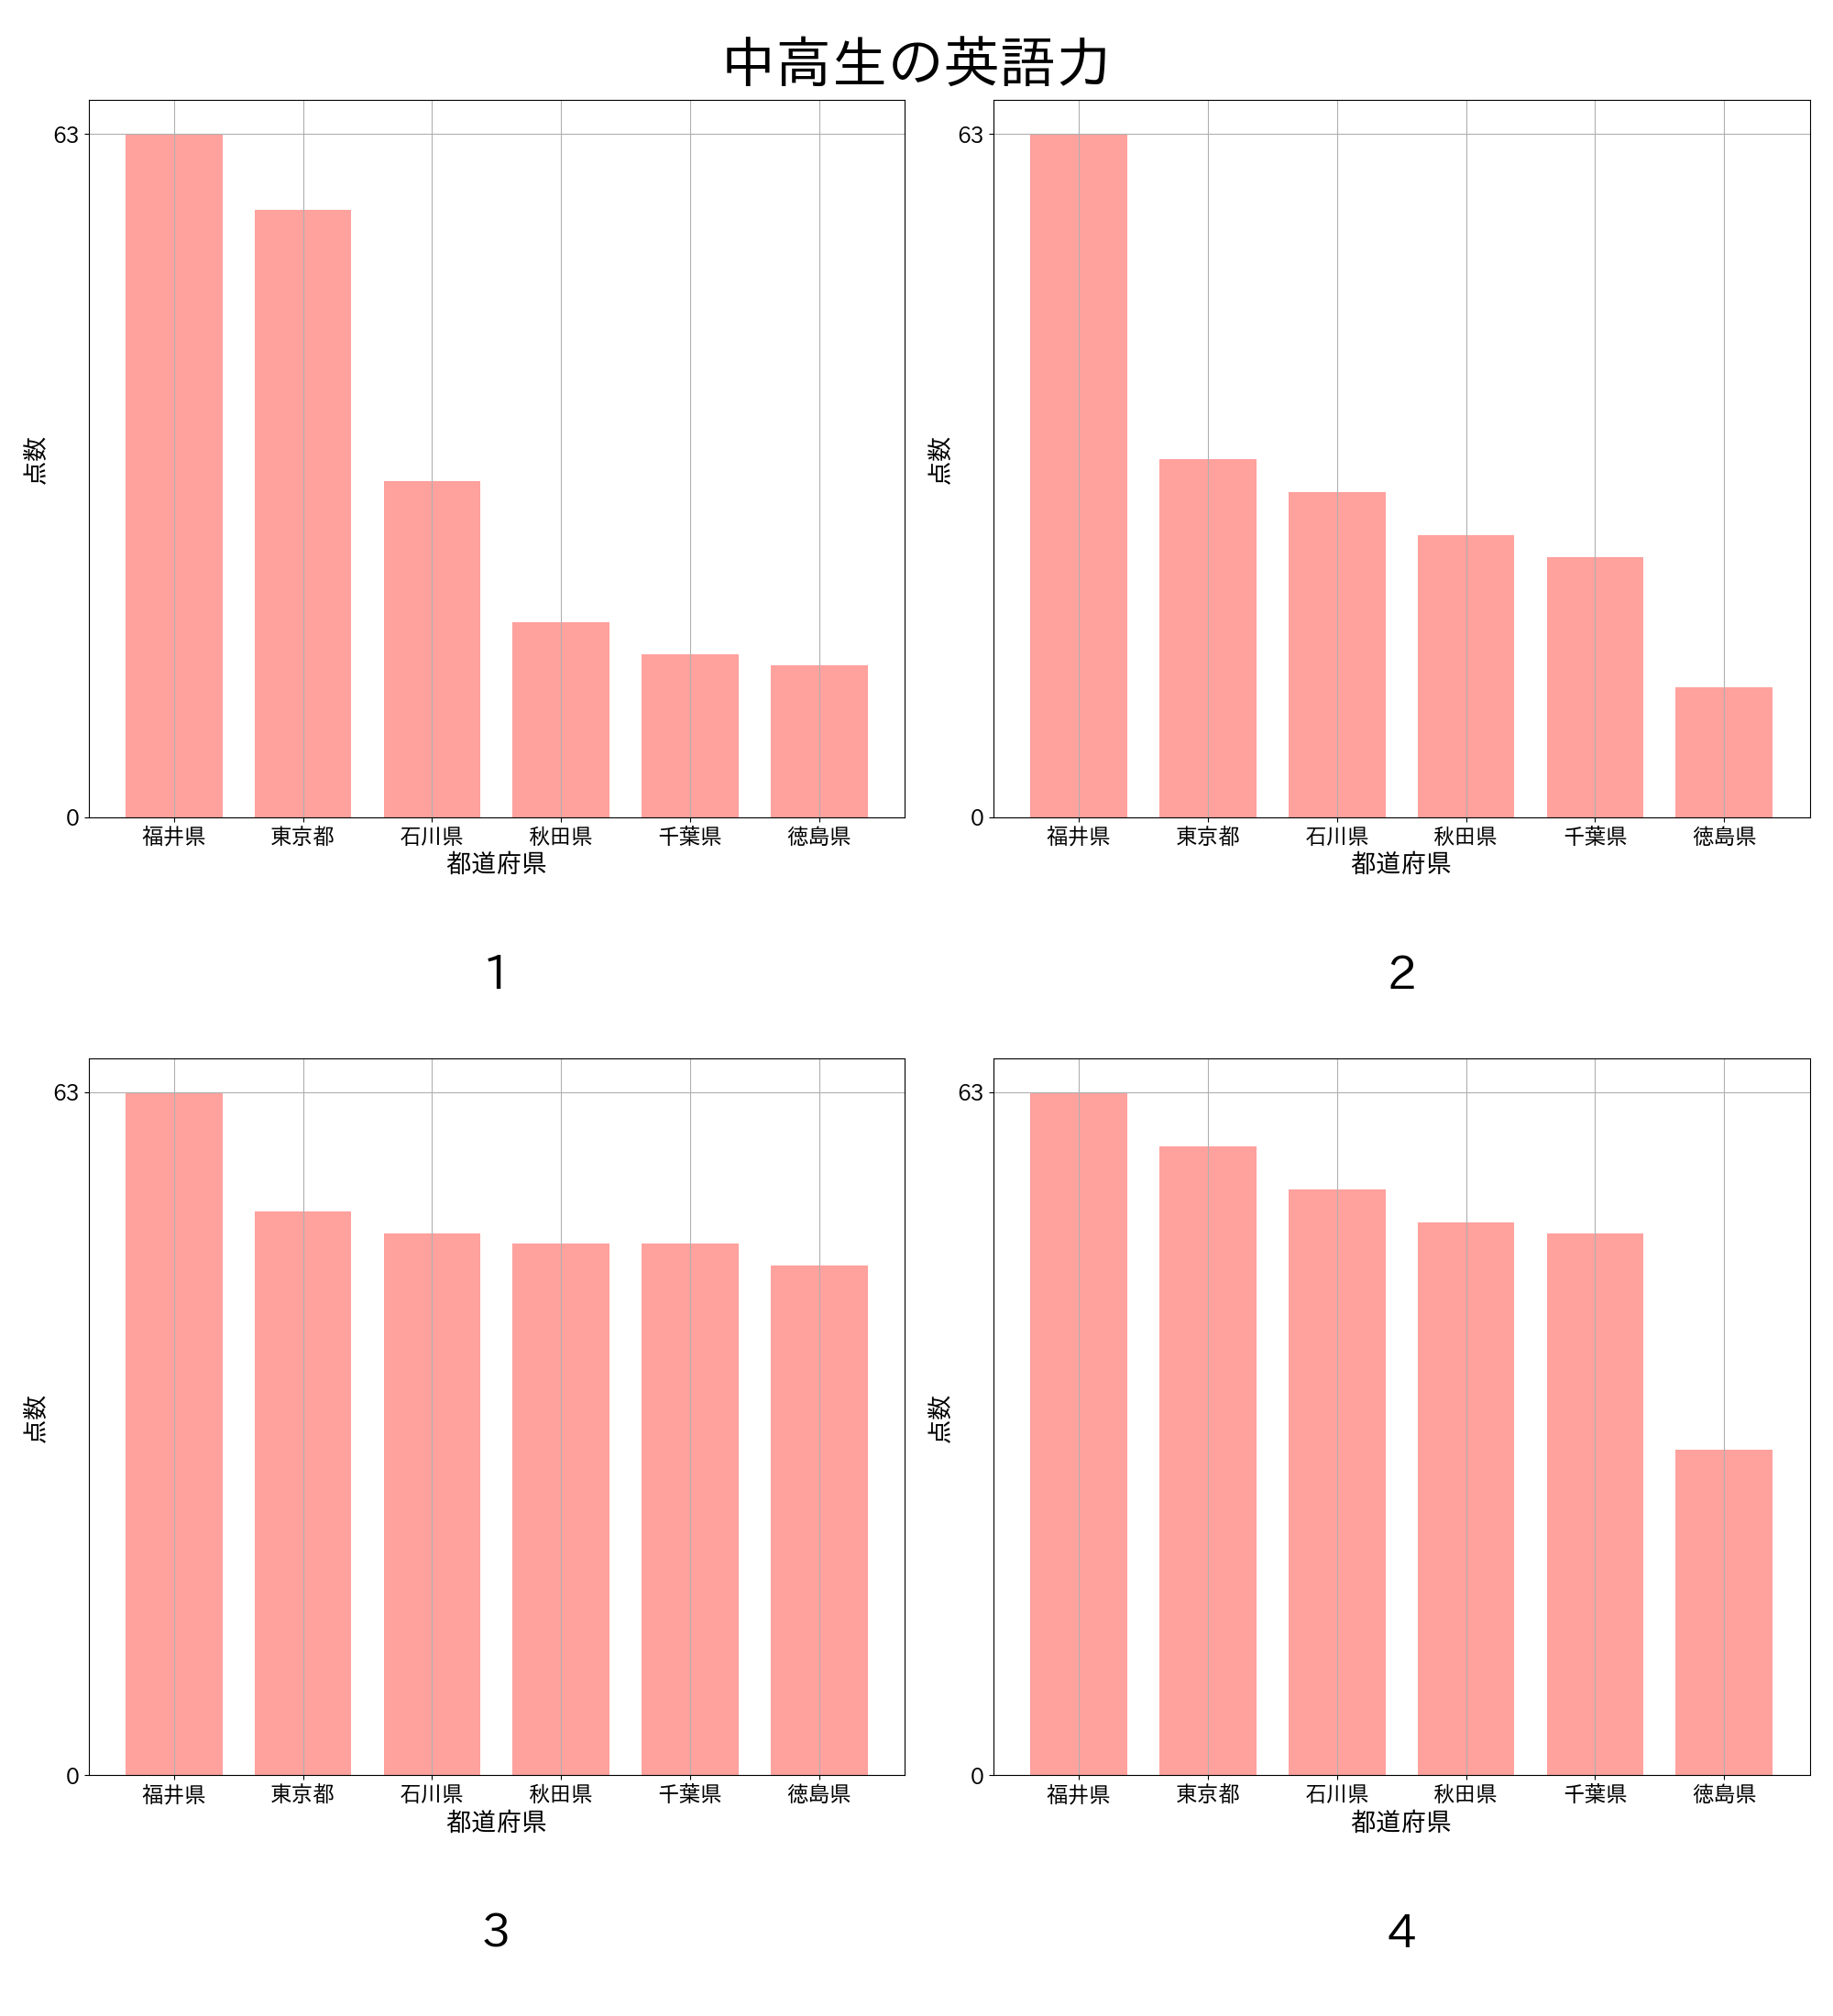 中高生の英語力
63
点数
0
福井県 東京都 石川県 秋田県 千葉県 徳島県
都道府県
1
63
点数
0
福井県 東京都 石川県 秋田県 千葉県 徳島県
都道府県
2
63
点数
0
福井県 東京都 石川県 秋田県 千葉県 徳島県
都道府県
3
63
点数
0
福井県 東京都 石川県 秋田県 千葉県 徳島県
都道府県
4